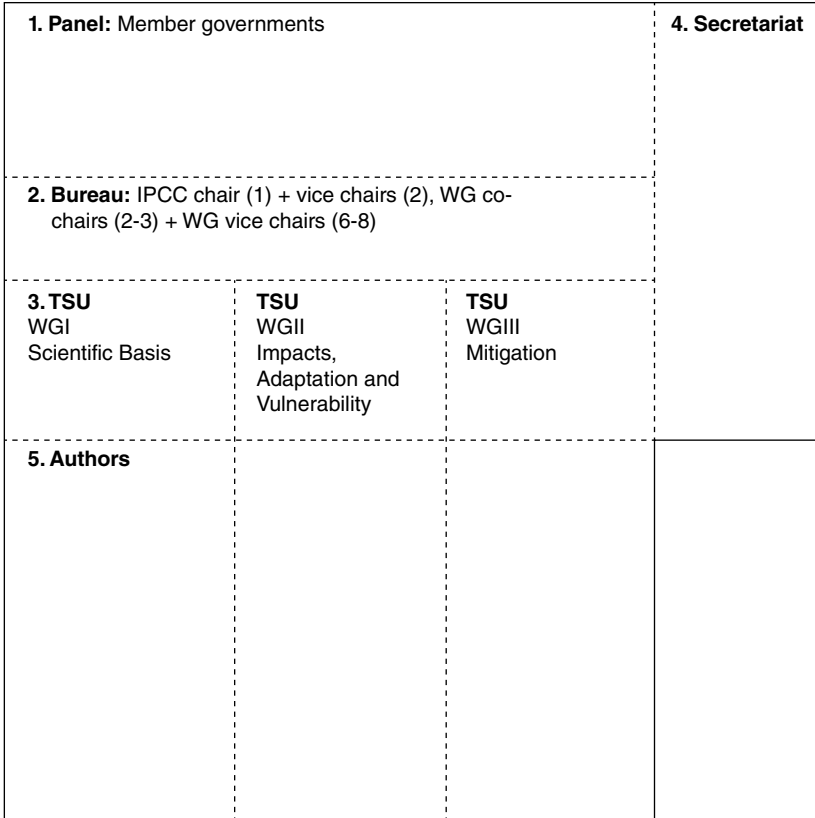 1. Panel: Member governments
4. Secretariat
2. Bureau: IPCC chair (1) + vice chairs (2), WG co-
chairs (2-3) + WG vice chairs (6-8)
3. TSU
WGI
Scientific Basis
TSU
WGII
Impacts,
Adaptation and
Vulnerability
TSU
WGIII
Mitigation
5. Authors